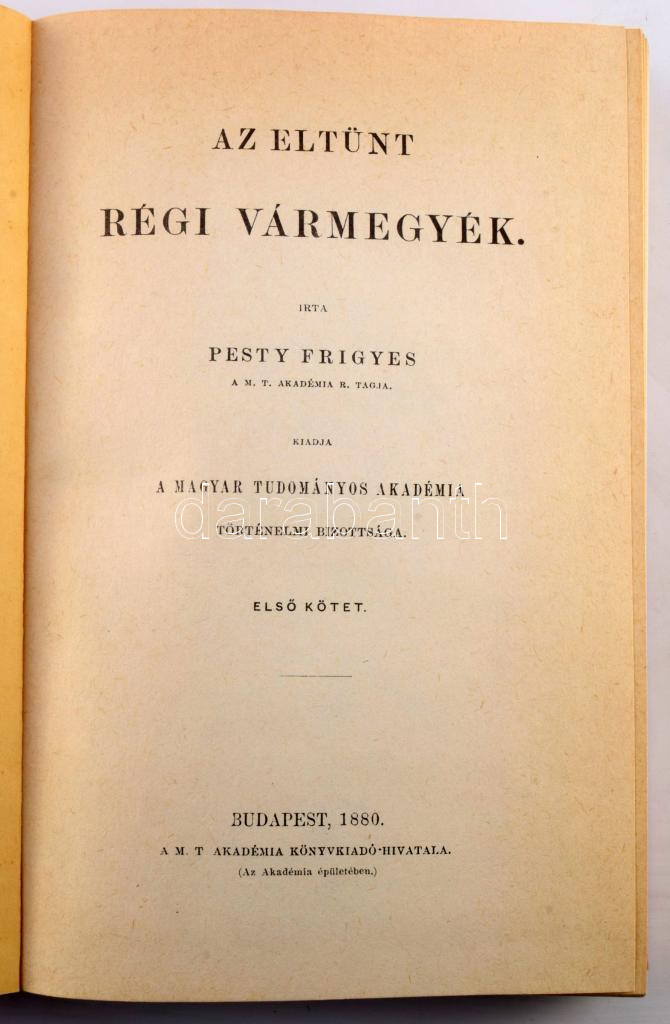 AZ ELTÜNT
RÉGI VÁRMEGYÉK.
IRTA
PESTY FRIGYES
A M. T. AKADÉMIA R. TAGJA.
KIADJA
A MAGYAR TUDOMÁNYOS AKADÉMIA
darabanth
TÖRTÉNELMI BIZOTTSÁGA.
ELSŐ KÖTET.
BUDAPEST, 1880.
A M. T AKADÉMIA KÖNYVKIADÓ-HIVATALA.
(Az Akadémia épületében.)